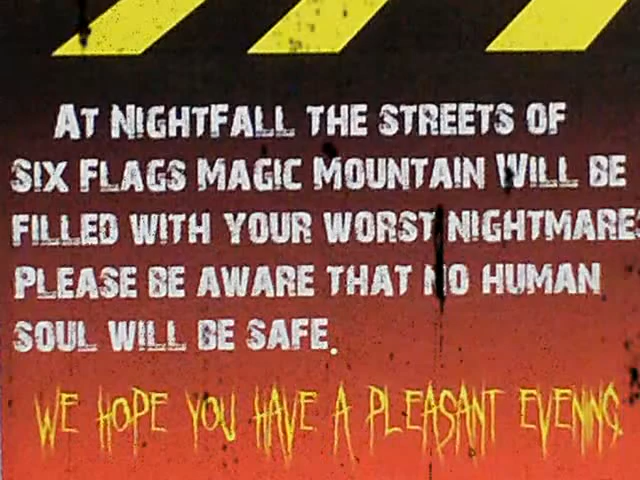 At NightFall the streets of
Six Flags Magic Mountain Will be
filled with your worst nightmares
Please be aware that no human
soul will be safe.
We hope you have a pleasant evening.